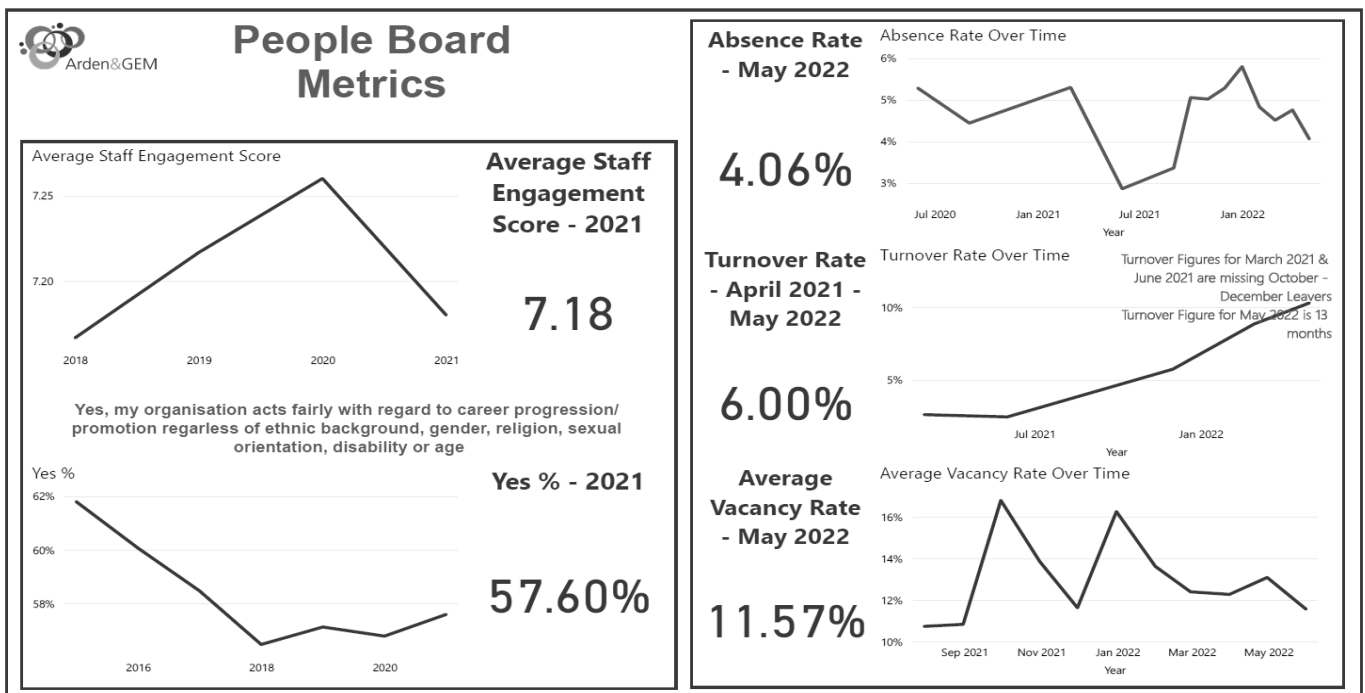 Arden&GEM
People Board
Metrics
Average Staff Engagement Score
7.25
7.20
2018
2019
2020
2021
Average Staff
Engagement
Score - 2021
7.18
Yes, my organisation acts fairly with regard to career progression/
promotion regarless of ethnic background, gender, religion, sexual
orientation, disability or age
Yes %
62%
60%
58%
2016
2018
2020
Yes % - 2021
57.60%
Absence Rate
- May 2022
4.06%
Absence Rate Over Time
6%
5%
4%
3%
Jul 2020
Jan 2021
Jul 2021
Jan 2022
Year
Turnover Rate
- April 2021 -
May 2022
6.00%
Turnover Rate Over Time
Turnover Figures for March 2021 &
June 2021 are missing October -
December Leavers
Turnover Figure for May 2022 is 13
months
10%
5%
Jul 2021
Jan 2022
Year
Average
Vacancy Rate
- May 2022
11.57%
Average Vacancy Rate Over Time
16%
14%
12%
10%
Sep 2021
Nov 2021
Jan 2022
Mar 2022
May 2022
Year